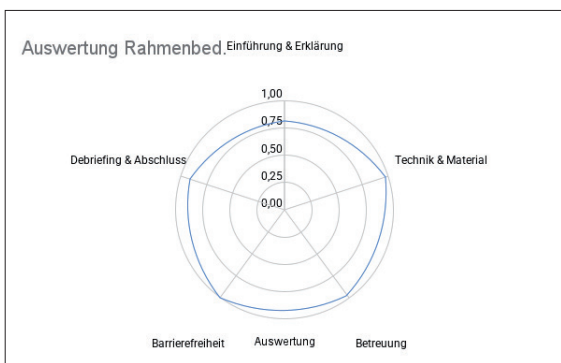 Auswertung Rahmenbed.
Einführung & Erklärung
1,00
0,75
0,50
0,25
0,00
Debriefing & Abschluss
Technik & Material
Barrierefreiheit
Auswertung
Betreuung